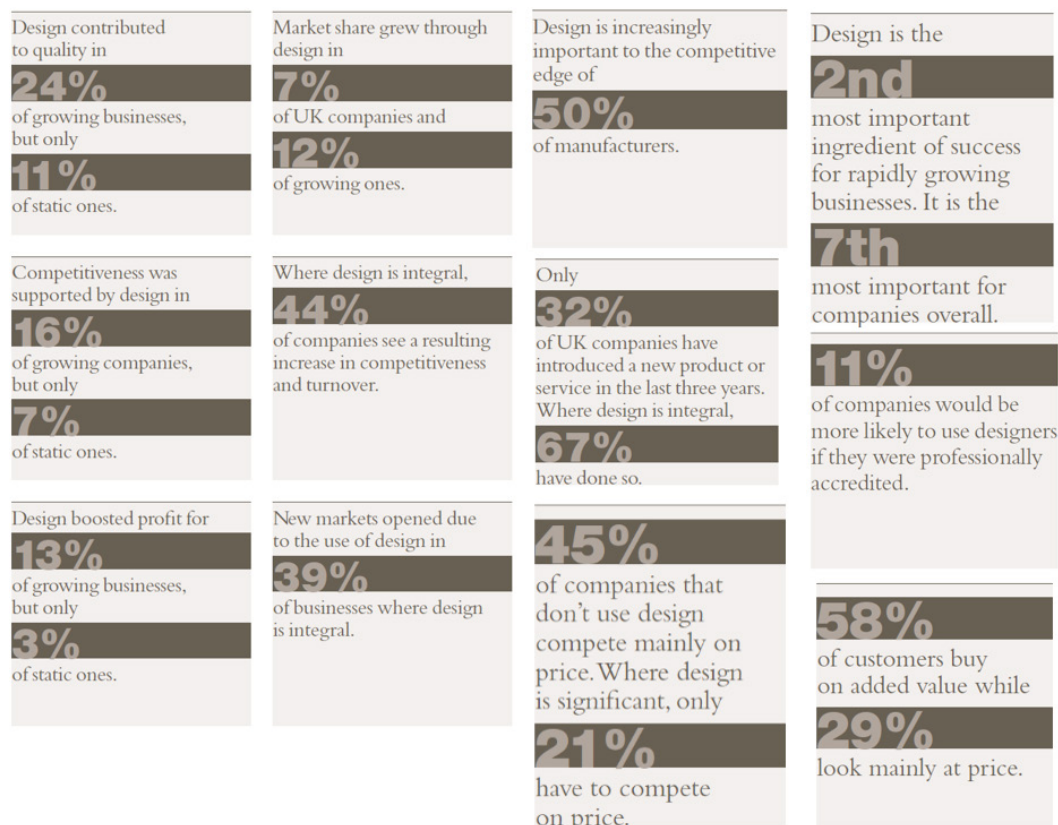 Design contributed
to quality in
24%
of growing businesses,
but only
11%
of static ones.
Market share grew through
design in
7%
of UK companies and
12%
of growing ones.
Design is increasingly
important to the competitive
edge of
50%
of manufacturers.
Design is the
2nd
most important
ingredient of success
for rapidly growing
businesses. It is the
7th
most important for
companies overall.
Competitiveness was
supported by design in
16%
of growing companies,
but only
7%
of static ones.
Where design is integral,
44%
of companies see a resulting
increase in competitiveness
and turnover.
Only
32%
of UK companies have
introduced a new product or
service in the last three years.
Where design is integral,
67%
have done so.
11%
of companies would be
more likely to use designers
if they were professionally
accredited.
Design boosted profit for
13%
of growing businesses,
but only
3%
of static ones.
New markets opened due
to the use of design in
39%
of businesses where design
is integral.
45%
of companies that
don't use design
compete mainly on
price. Where design
is significant, only
21%
have to compete
on price.
58%
of customers buy
on added value while
29%
look mainly at price.